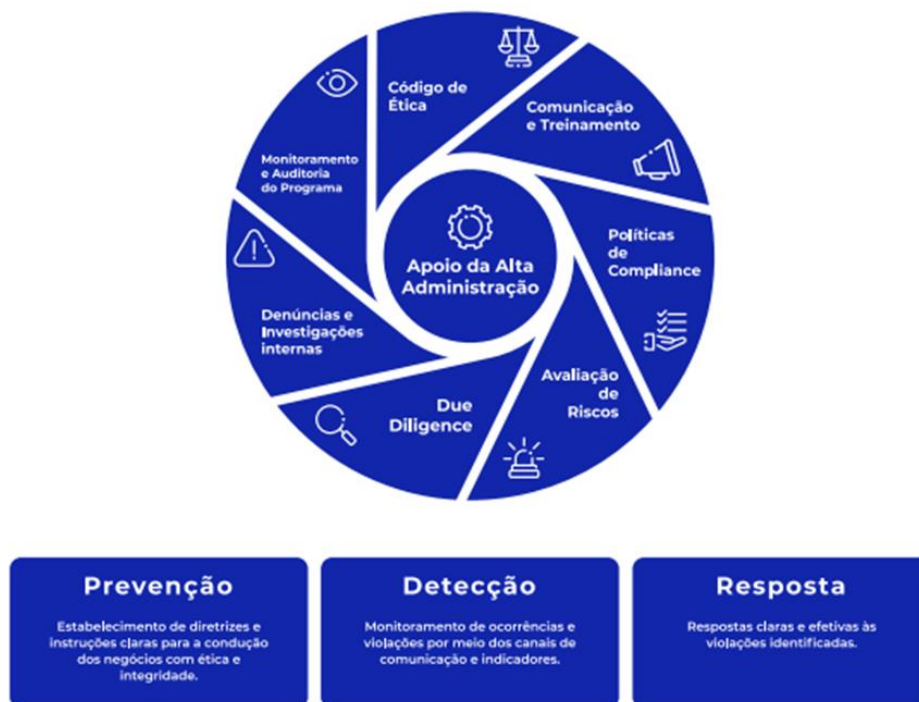 Código de
Ética
Comunicação
e Treinamento
Políticas
de
Compliance
Avaliação
de
Riscos
Due
Diligence
Denúncias e
Investigações
internas
Monitoramento
e Auditoria
do Programa
Apoio da Alta
Administração
Prevenção
Estabelecimento de diretrizes e
instruções claras para a condução
dos negócios com ética e
integridade.
Detecção
Monitoramento de ocorrências e
violações por meio dos canais de
comunicação e indicadores.
Resposta
Respostas claras e efetivas às
violações identificadas.